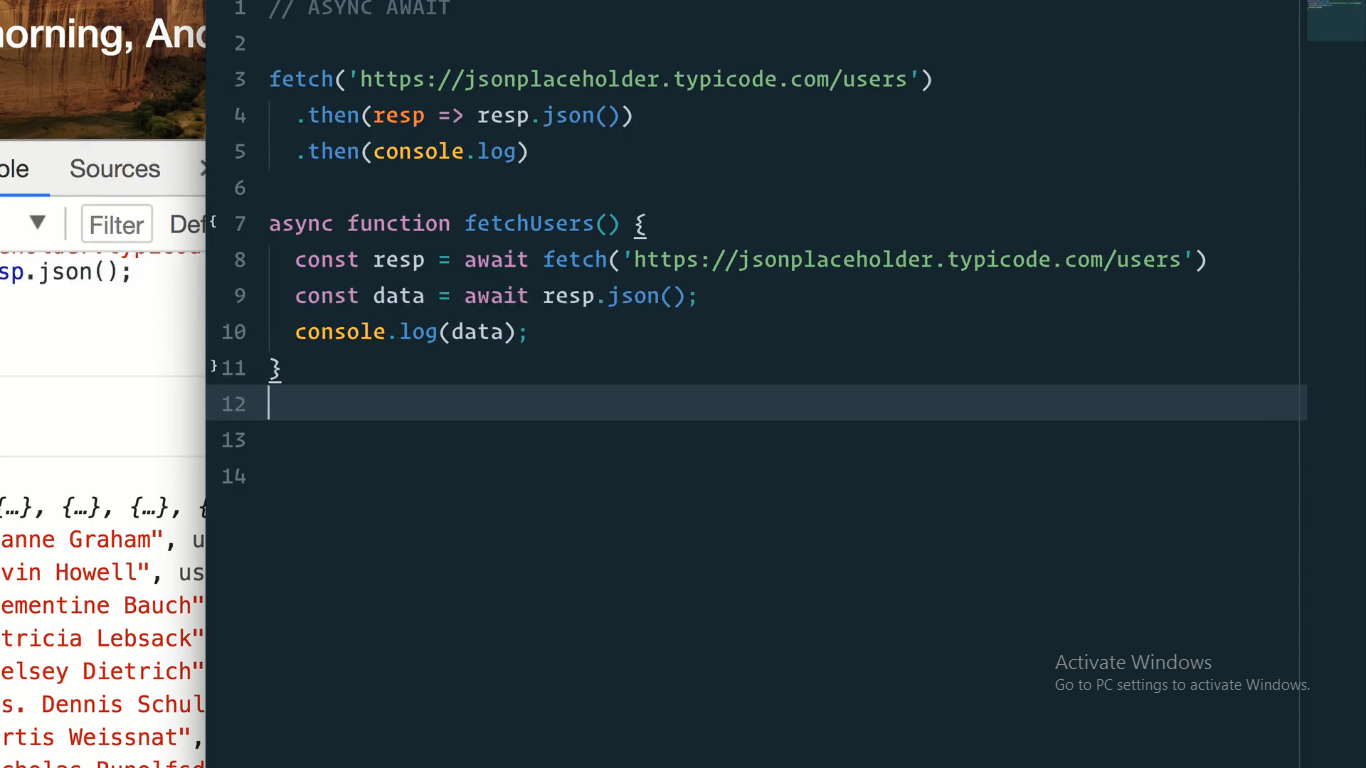 morning, And
Sources
Filter
sp.json();
{…}, {…}, {…},
anne Graham",
vin Howell", us
ementine Bauch"
tricia Lebsack"
elsey Dietrich"
s. Dennis Schul
rtis Weissnat",
1 // ASYNC AWAIT
2
3 fetch('https://jsonplaceholder.typicode.com/users')
4 .then(resp => resp.json())
5 .then(console.log)
6
7 async function fetchUsers() {
8 const resp = await fetch('https://jsonplaceholder.typicode.com/users')
9 const data = await resp.json();
10 console.log(data);
11 }
12
13
14
Activate Windows
Go to PC settings to activate Windows.